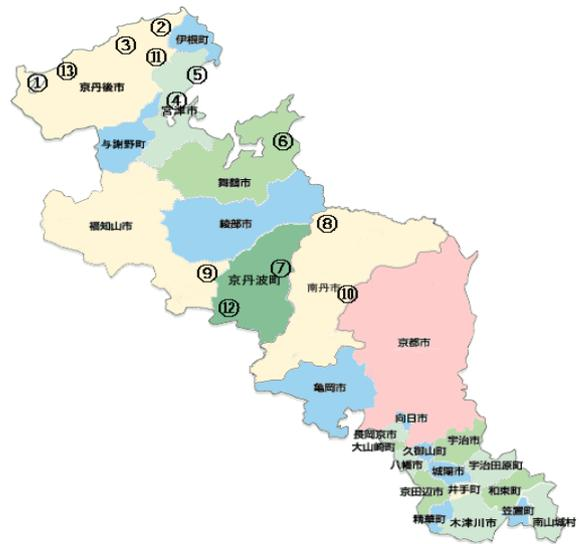 ②
伊根町
③
⑪
⑤
⑬
①
京丹後市
④
宮津市
⑥
与謝野町
舞鶴市
福知山市
綾部市
⑧
⑨
⑦
京丹波町
南丹市
⑩
⑫
京都市
亀岡市
向日市
長岡京市
大山崎町
宇治市
久御山町
八幡市
城陽市
宇治田原町
京田辺市
井手町
和束町
精華町
木津川市
笠置町
南山城村